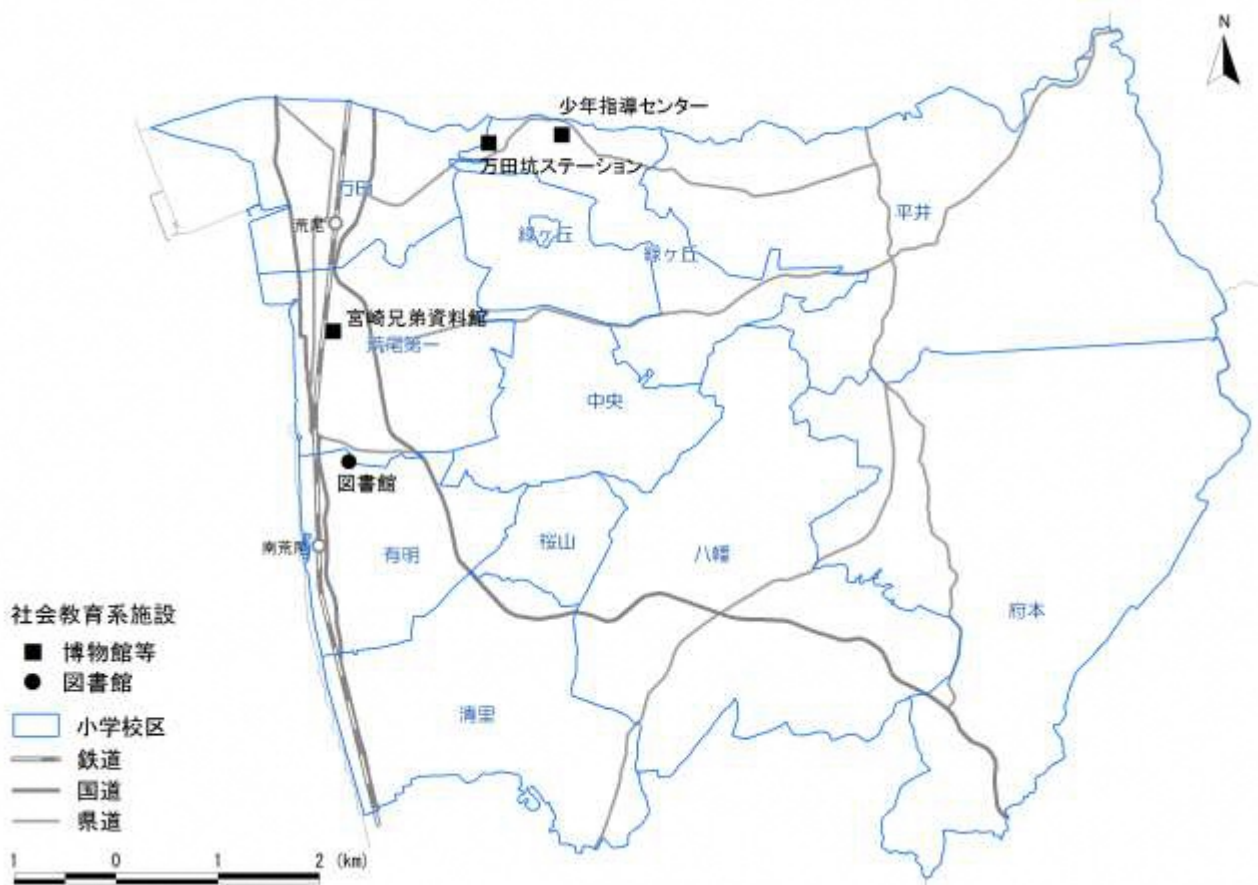 N
少年指導センター
万田坑ステーション
万田
平井
荒尾
緑ケ丘
緑ケ丘
宮崎兄弟資料館
荒尾第一
中央
図書館
南荒尾
有明
桜山
八幡
府本
清里
社会教育系施設
博物館等
図書館
小学校区
鉄道
国道
県道
1 0 1 2 (km)